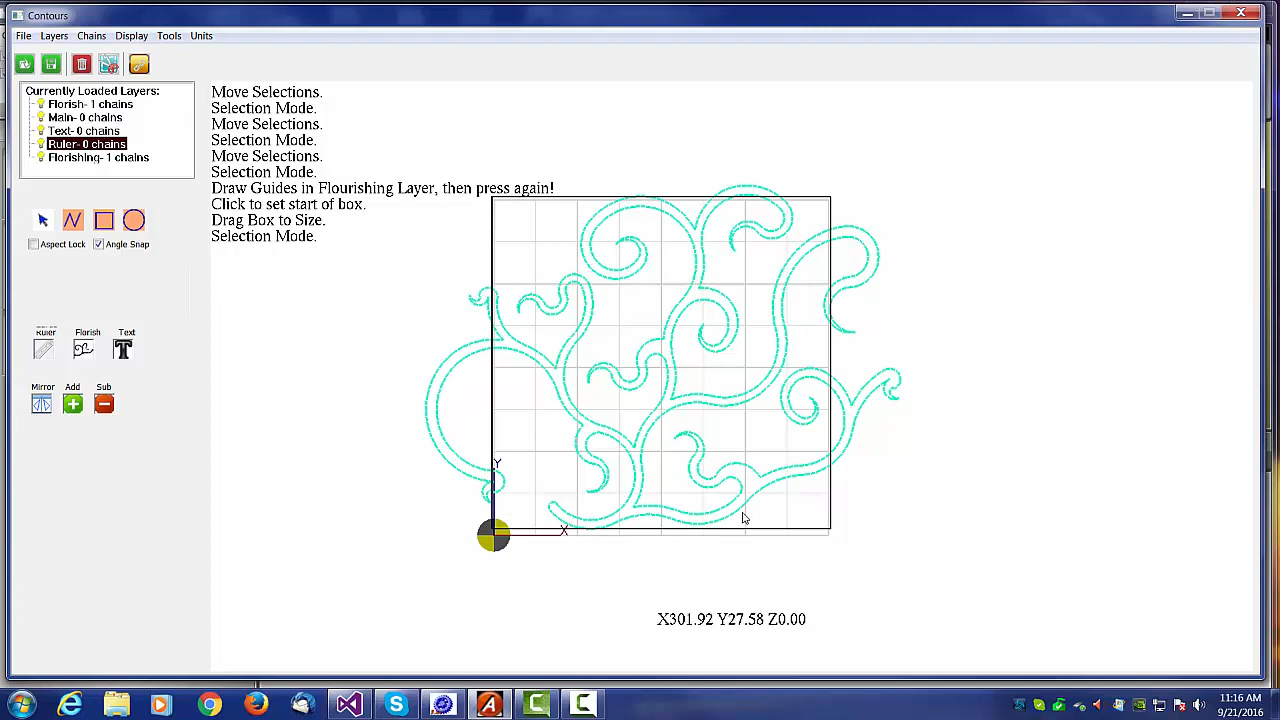 Contours
File Layers Chains Display Tools Units
Currently Loaded Layers:
Florish- 1 chains
Main- 0 chains
Text- 0 chains
Ruler- 0 chains
Florishing- 1 chains
Aspect Lock Angle Snap
Ruler Florish Text
T
Mirror Add Sub
Move Selections.
Selection Mode.
Move Selections.
Selection Mode.
Move Selections.
Selection Mode.
Draw Guides in Flourishing Layer, then press again!
Click to set start of box.
Drag Box to Size.
Selection Mode.
Y
X
X301.92 Y27.58 Z0.00
11:16 AM
9/21/2016